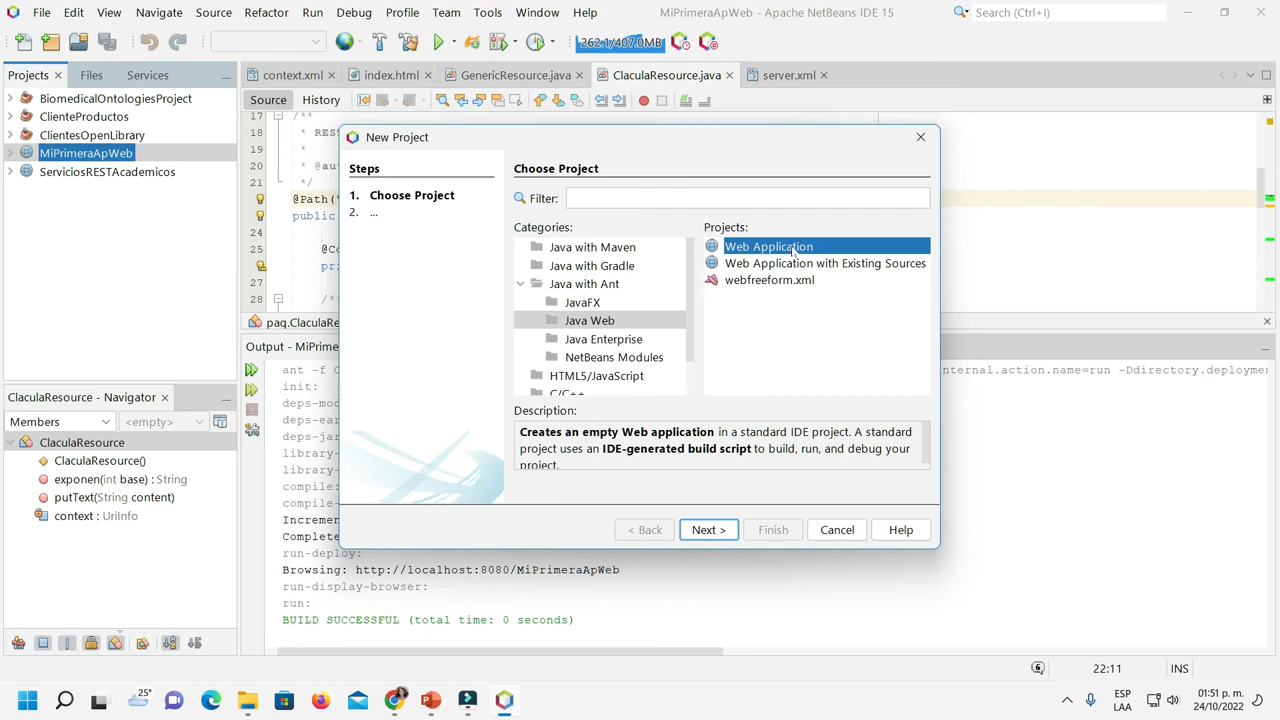 File Edit View Navigate Source Refactor Run Debug Profile Team Tools Window Help MiPrimeraApWeb - Apache NetBeans IDE 15 Search (Ctrl+I)
262.1/407.0MB
Projects Files Services context.xml index.html GenericResource.java ClaculaResource.java server.xml
Source History
BiomedicalOntologiesProject
ClienteProductos
ClientesOpenLibrary
MiPrimeraApWeb
ServiciosRESTAcademicos
17 /**
18 * RES
19 *
20 * @aut
21 */
@Path("
public
24
25 @Co
pri
27
28 /**
paq.ClaculaRe
New Project
Steps
1. Choose Project
2. ...
Choose Project
Filter:
Categories:
Java with Maven
Java with Gradle
Java with Ant
JavaFX
Java Web
Java Enterprise
NetBeans Modules
HTML5/JavaScript
C/C++
Projects:
Web Application
Web Application with Existing Sources
webfreeform.xml
Description:
Creates an empty Web application in a standard IDE project. A standard
project uses an IDE-generated build script to build, run, and debug your
project.
< Back Next > Finish Cancel Help
Output - MiPrime
ant -f C nternal.action.name=run -Ddirectory.deployme
init:
deps-mod
deps-ear
deps-jar
library-
library-
compile:
compile-
Increme
Complete
run-deploy:
Browsing: http://localhost:8080/MiPrimeraApWeb
run-display-browser:
run:
BUILD SUCCESSFUL (total time: 0 seconds)
ClaculaResource - Navigator
Members <empty>
ClaculaResource
ClaculaResource()
exponen(int base) : String
putText(String content)
context : UriInfo
22:11 INS
25°
ESP
LAA
01:51 p. m.
24/10/2022